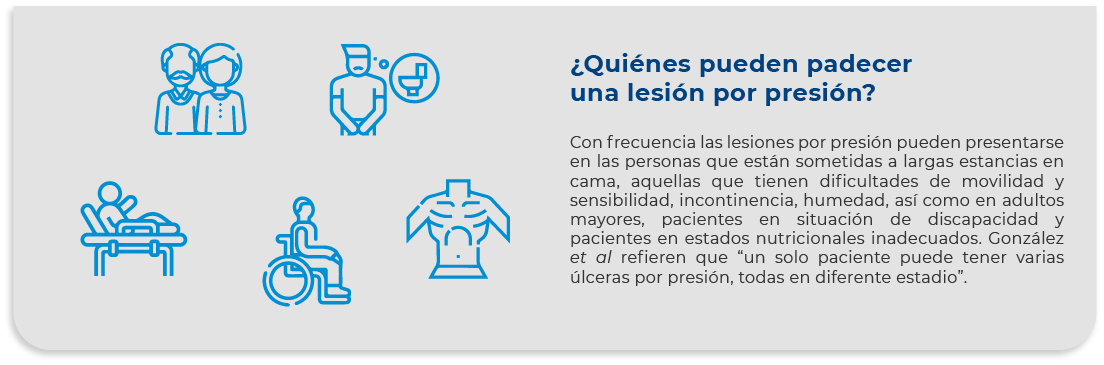 ¿Quiénes pueden padecer
una lesión por presión?
Con frecuencia las lesiones por presión pueden presentarse
en las personas que están sometidas a largas estancias en
cama, aquellas que tienen dificultades de movilidad y
sensibilidad, incontinencia, humedad, así como en adultos
mayores, pacientes en situación de discapacidad y
pacientes en estados nutricionales inadecuados. González
et al refieren que “un solo paciente puede tener varias
úlceras por presión, todas en diferente estadio”.